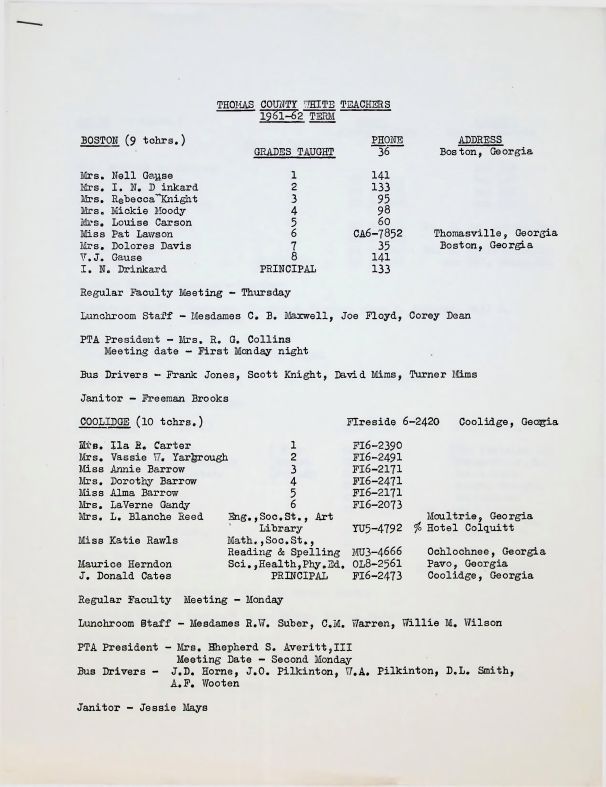 THOMAS COUNTY WHITE TEACHERS
1961-62 TERM
BOSTON (9 tchrs.) PHONE ADDRESS
GRADES TAUGHT 36 Boston, Georgia
Mrs. Nell Gause 1 141
Mrs. I. N. D inkard 2 133
Mrs. Rebecca Knight 3 95
Mrs. Mickie Moody 4 98
Mrs. Louise Carson 5 60
Miss Pat Lawson 6 CA6-7852 Thomasville, Georgia
Mrs. Dolores Davis 7 35 Boston, Georgia
V.J. Gause 8 141
I. N. Drinkard PRINCIPAL 133
Regular Faculty Meeting - Thursday
Lunchroom Staff - Mesdames C. B. Maxwell, Joe Floyd, Corey Dean
PTA President - Mrs. R. G. Collins
Meeting date - First Monday night
Bus Drivers - Frank Jones, Scott Knight, David Mims, Turner Mims
Janitor - Freeman Brooks
COOLIDGE (10 tchrs.) FIreside 6-2420 Coolidge, Georgia
Mrs. Ila R. Carter 1 FI6-2390
Mrs. Vassie W. Yarbrough 2 FI6-2491
Miss Annie Barrow 3 FI6-2171
Mrs. Dorothy Barrow 4 FI6-2471
Miss Alma Barrow 5 FI6-2171
Mrs. LaVerne Gandy 6 FI6-2073
Mrs. L. Blanche Reed Eng.,Soc.St., Art Moultrie, Georgia
Library YU5-4792 % Hotel Colquitt
Miss Katie Rawls Math.,Soc.St.,
Reading & Spelling MU3-4666 Ochlochnee, Georgia
Maurice Herndon Sci.,Health,Phy.Ed. OL8-2561 Pavo, Georgia
J. Donald Cates PRINCIPAL FI6-2473 Coolidge, Georgia
Regular Faculty Meeting - Monday
Lunchroom Staff - Mesdames R.W. Suber, C.M. Warren, Willie M. Wilson
PTA President - Mrs. Shepherd S. Averitt,III
Meeting Date - Second Monday
Bus Drivers - J.D. Horne, J.O. Pilkinton, W.A. Pilkinton, D.L. Smith,
A.F. Wooten
Janitor - Jessie Mays